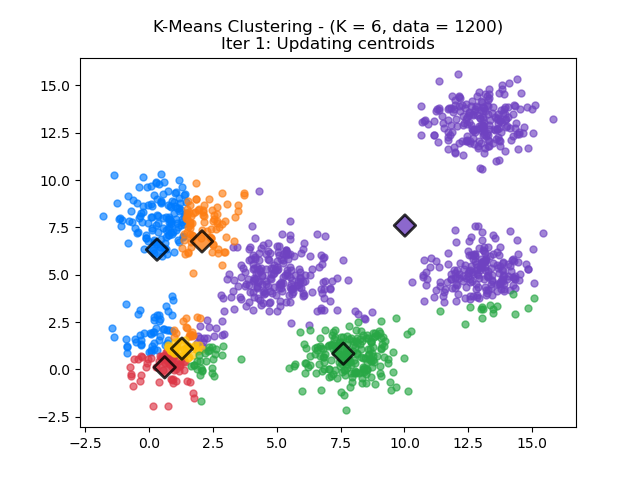 K-Means Clustering - (K = 6, data = 1200)
Iter 1: Updating centroids
15.0
12.5
10.0
7.5
5.0
2.5
0.0
−2.5
−2.5 0.0 2.5 5.0 7.5 10.0 12.5 15.0